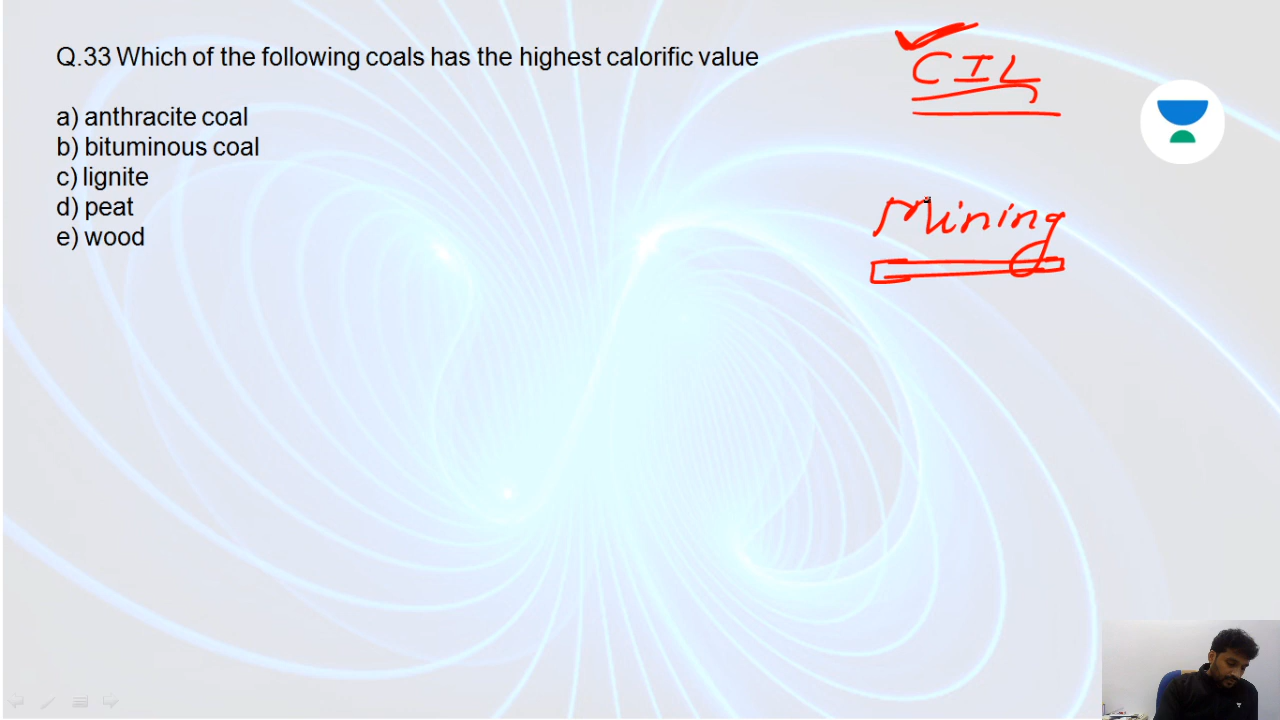 Q.33 Which of the following coals has the highest calorific value
a) anthracite coal
b) bituminous coal
c) lignite
d) peat
e) wood
CIL
Mining